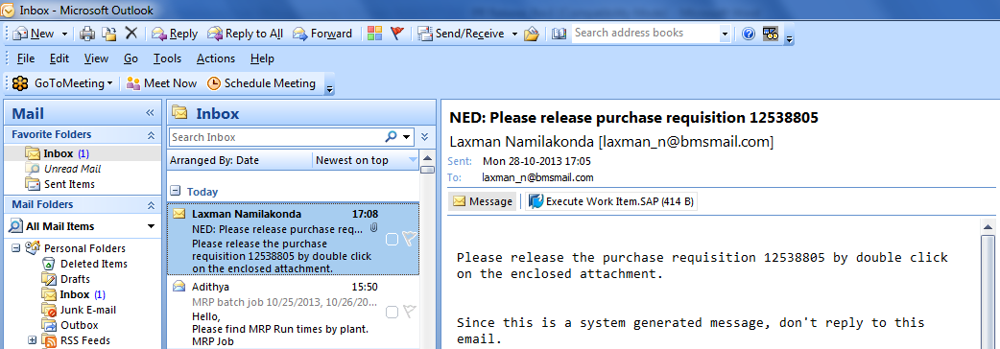 Inbox - Microsoft Outlook
New Reply Reply to All Forward Send/Receive Search address books
File Edit View Go Tools Actions Help
GoToMeeting Meet Now Schedule Meeting
Mail
Favorite Folders
Inbox (1)
Unread Mail
Sent Items
Mail Folders
All Mail Items
Personal Folders
Deleted Items
Drafts
Inbox (1)
Junk E-mail
Outbox
RSS Feeds
Inbox
Search Inbox
Arranged By: Date Newest on top
Today
Laxman Namilakonda 17:08
NED: Please release purchase req...
Please release the purchase
requisition 12538805 by double click
on the enclosed attachment.
Adithya 15:50
MRP batch job 10/25/2013, 10/26/20...
Hello,
Please find MRP Run times by plant.
MRP Job
NED: Please release purchase requisition 12538805
Laxman Namilakonda [laxman_n@bmsmail.com]
Sent: Mon 28-10-2013 17:05
To: laxman_n@bmsmail.com
Message Execute Work Item.SAP (414 B)
Please release the purchase requisition 12538805 by double click
on the enclosed attachment.
Since this is a system generated message, don't reply to this
email.